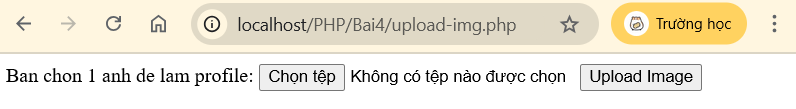 localhost/PHP/Bai4/upload-img.php Trường học
Ban chon 1 anh de lam profile: Chọn tệp Không có tệp nào được chọn Upload Image